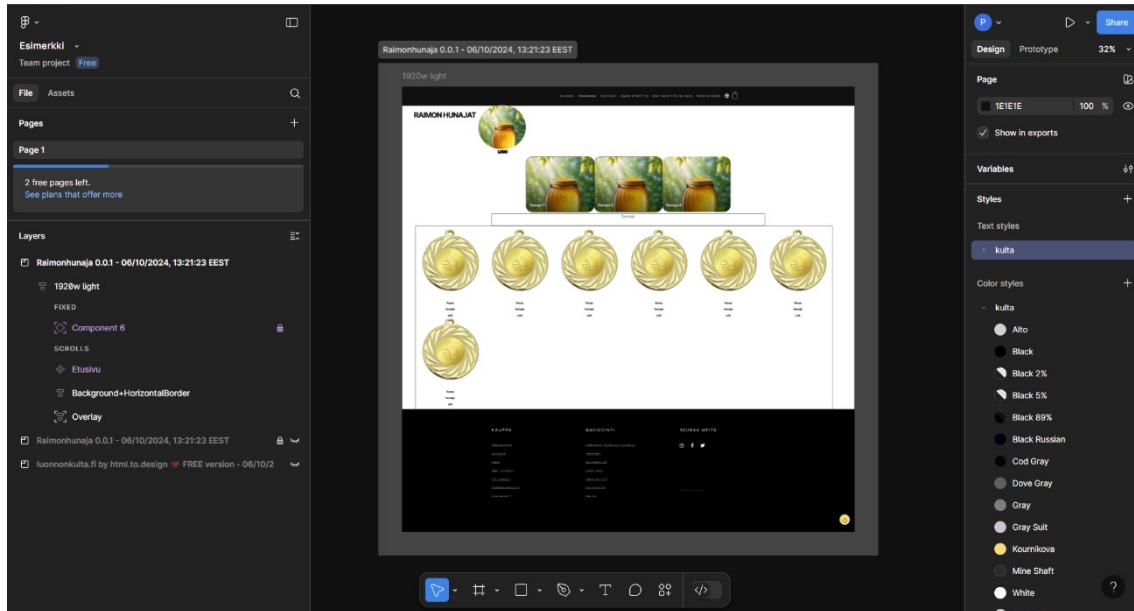 Esimerkki
Team project Free
File Assets
Pages
Page 1
2 free pages left.
See plans that offer more
Layers
Raimonhunaja 0.0.1 - 06/10/2024, 13:21:23 EEST
1920w light
FIXED
Component 6
SCROLLS
Etusivu
Background+HorizontalBorder
Overlay
Raimonhunaja 0.0.1 - 06/10/2024, 13:21:23 EEST
luonnonkulta.fi by html.to.design FREE version - 06/10/2
Raimonhunaja 0.0.1 - 06/10/2024, 13:21:23 EEST
1920w light
RAIMON HUNAJAT
LOGO
KAUPPA
NAVIGOINTI
SEURAA MEITÄ
P
Share
Design Prototype 32%
Page
1E1E1E 100 %
Show in exports
Variables
Styles
Text styles
kulta
Color styles
kulta
Alto
Black
Black 2%
Black 5%
Black 89%
Black Russian
Cod Gray
Dove Gray
Gray
Gray Suit
Kournikova
Mine Shaft
White
?